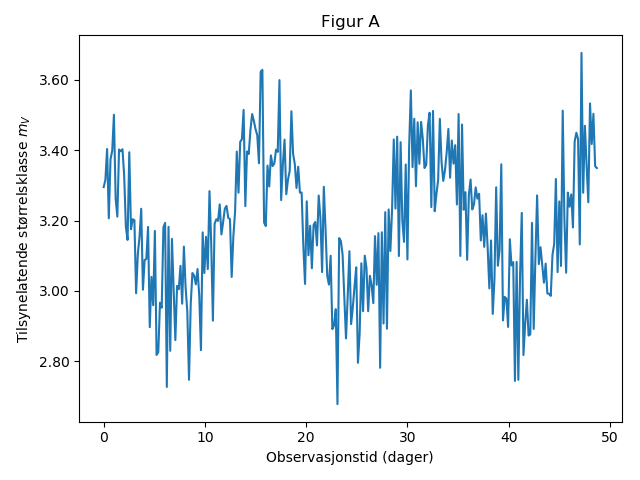 Figur A
Tilsynelatende størrelsklasse $m_V$
3.60
3.40
3.20
3.00
2.80
0 10 20 30 40 50
Observasjonstid (dager)